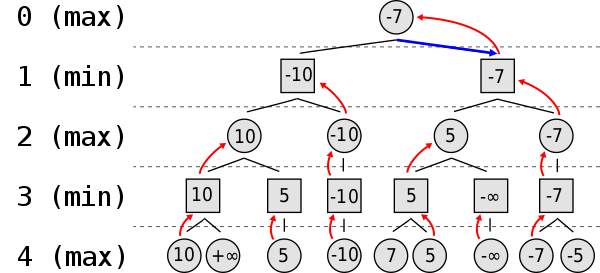 0 (max) -7
1 (min) -10 -7
2 (max) 10 -10 5 -7
3 (min) 10 5 -10 5 -∞ -7
4 (max) 10 +∞ 5 -10 7 5 -∞ -7 -5